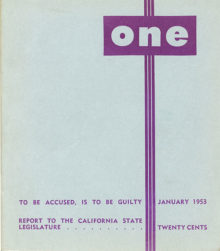 one
TO BE ACCUSED, IS TO BE GUILTY JANUARY 1953
REPORT TO THE CALIFORNIA STATE
LEGISLATURE . . . . . . . . . . TWENTY CENTS